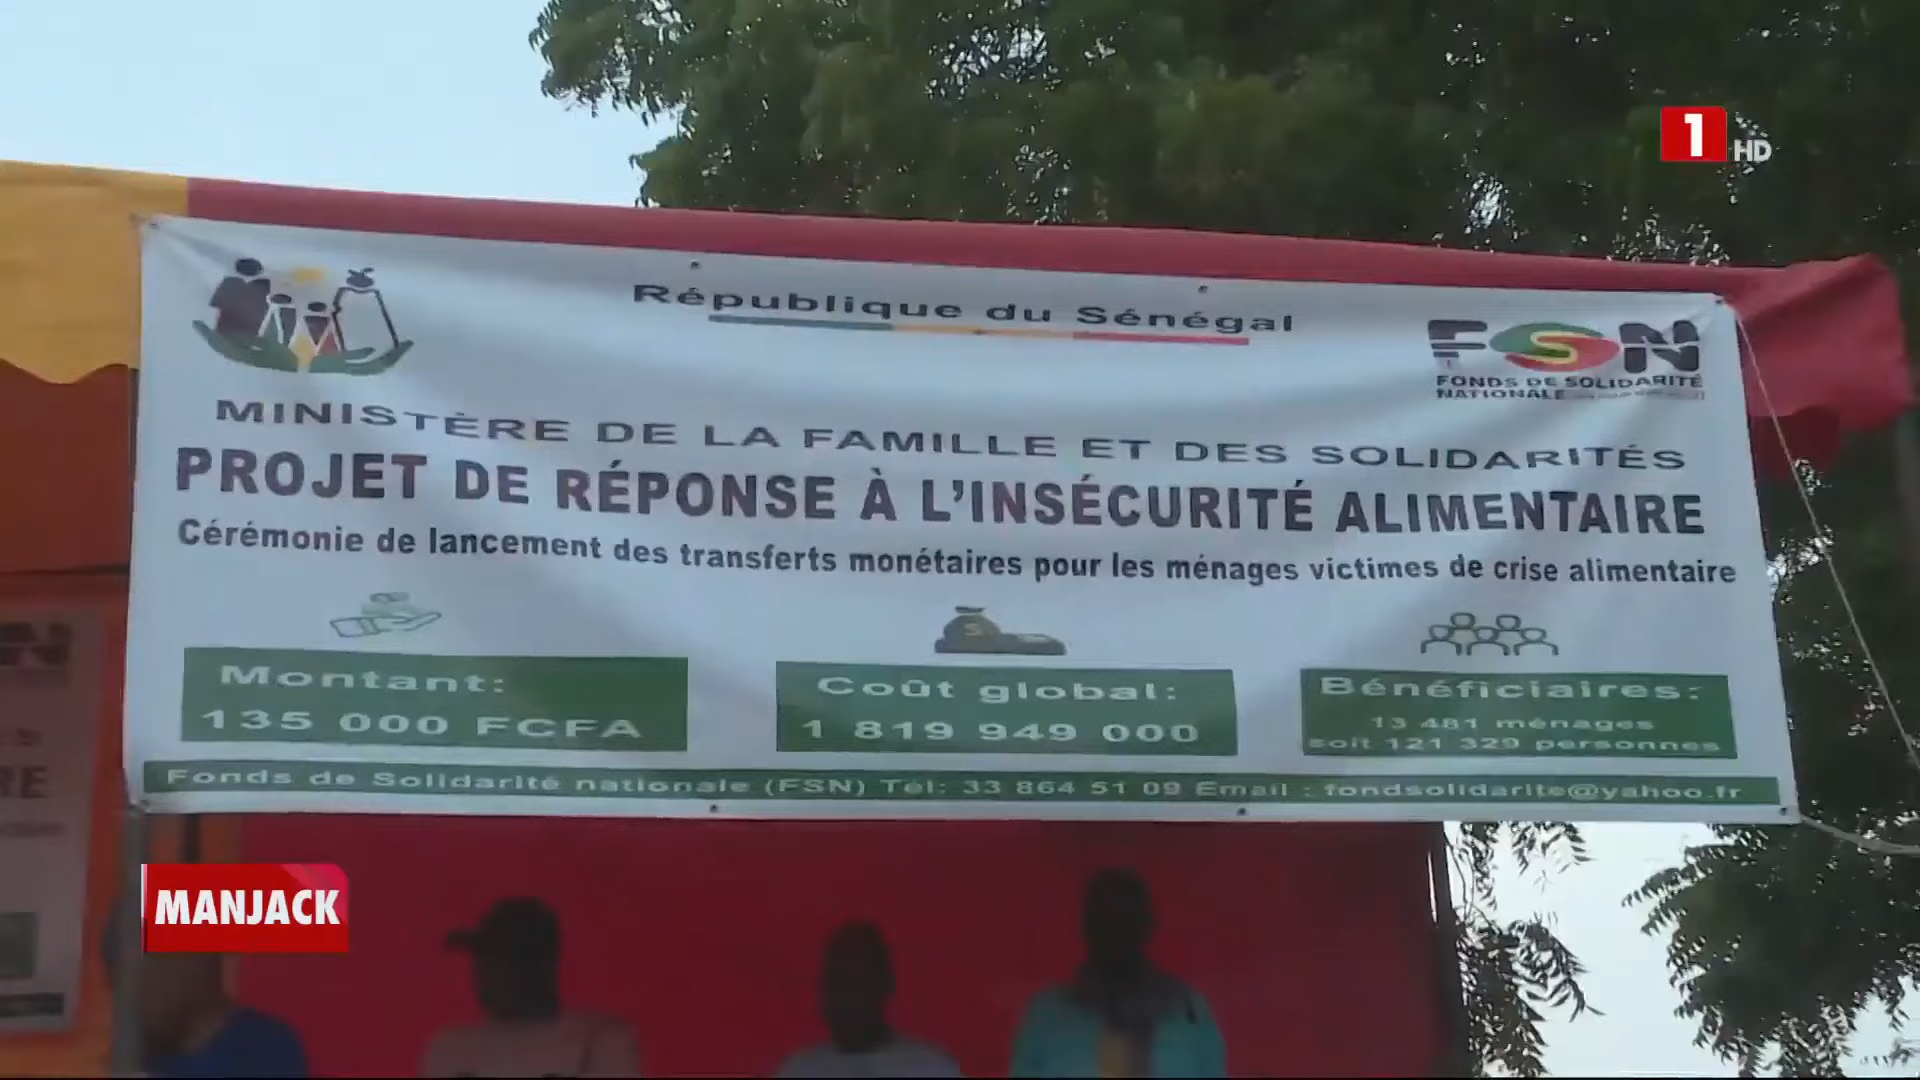 1 HD
République du Sénégal
FSN
FONDS DE SOLIDARITÉ
NATIONALE
MINISTÈRE DE LA FAMILLE ET DES SOLIDARITÉS
PROJET DE RÉPONSE À L'INSÉCURITÉ ALIMENTAIRE
Cérémonie de lancement des transferts monétaires pour les ménages victimes de crise alimentaire
Montant:
135 000 FCFA
Coût global:
1 819 949 000
Bénéficiaires:
13 481 ménages
soit 121 329 personnes
Fonds de Solidarité nationale (FSN) Tél: 33 864 51 09 Email : fondsolidarite@yahoo.fr
MANJACK